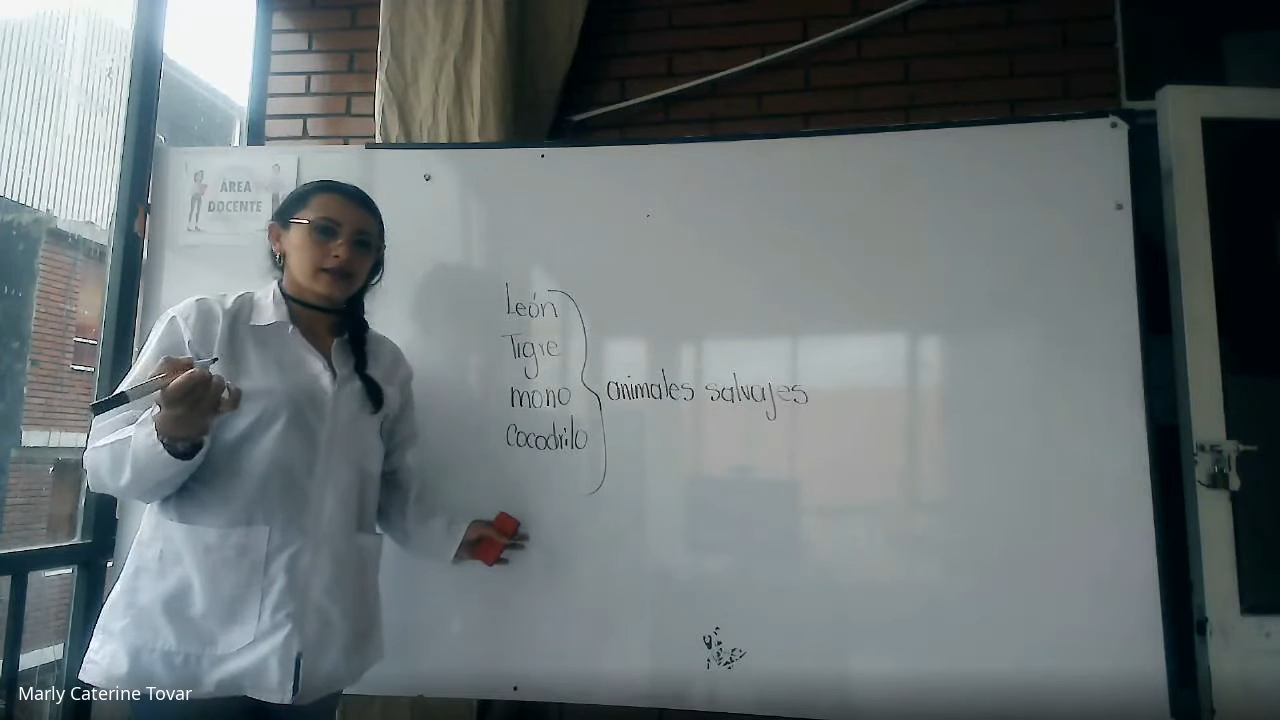 ÁREA
DOCENTE
León
Tigre
mono
Cocodrilo
animales salvajes
Marly Caterine Tovar